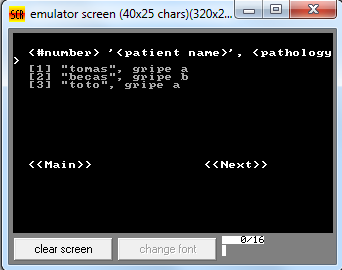 SCR emulator screen (40x25 chars)(320x2...
<#number> '<patient name>', <pathology
>
[1] "tomas", gripe a
[2] "becas", gripe b
[3] "toto", gripe a
<<Main>> <<Next>>
clear screen change font 0/16